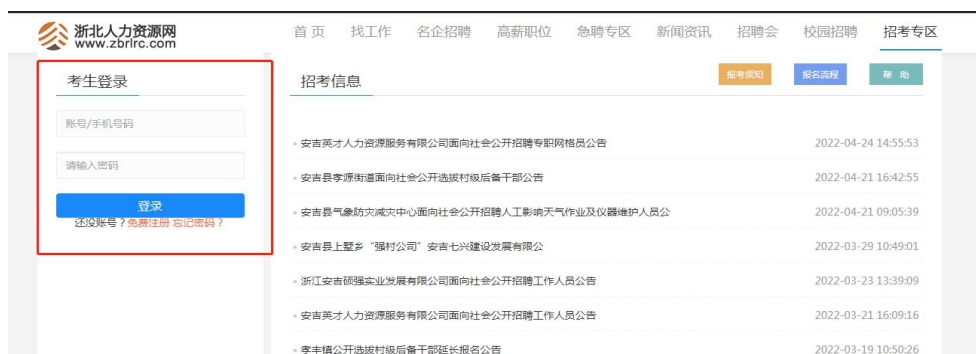 浙北人力资源网
www.zbrlrc.com
首 页 找工作 名企招聘 高薪职位 急聘专区 新闻资讯 招聘会 校园招聘 招考专区
考生登录
账号/手机号码
请输入密码
登录
还没账号？免费注册 忘记密码？
招考信息
报考须知 报名流程 帮 助
安吉英才人力资源服务有限公司面向社会公开招聘专职网格员公告 2022-04-24 14:55:53
安吉县孝源街道面向社会公开选拔村级后备干部公告 2022-04-21 16:42:55
安吉县气象防灾减灾中心面向社会公开招聘人工影响天气作业及仪器维护人员公 2022-04-21 09:05:39
安吉县上墅乡“强村公司”安吉七兴建设发展有限公 2022-03-29 10:49:01
浙江安吉硕强实业发展有限公司面向社会公开招聘工作人员公告 2022-03-23 13:39:09
安吉英才人力资源服务有限公司面向社会公开招聘工作人员公告 2022-03-21 16:09:16
孝丰镇公开选拔村级后备干部延长报名公告 2022-03-19 10:50:26